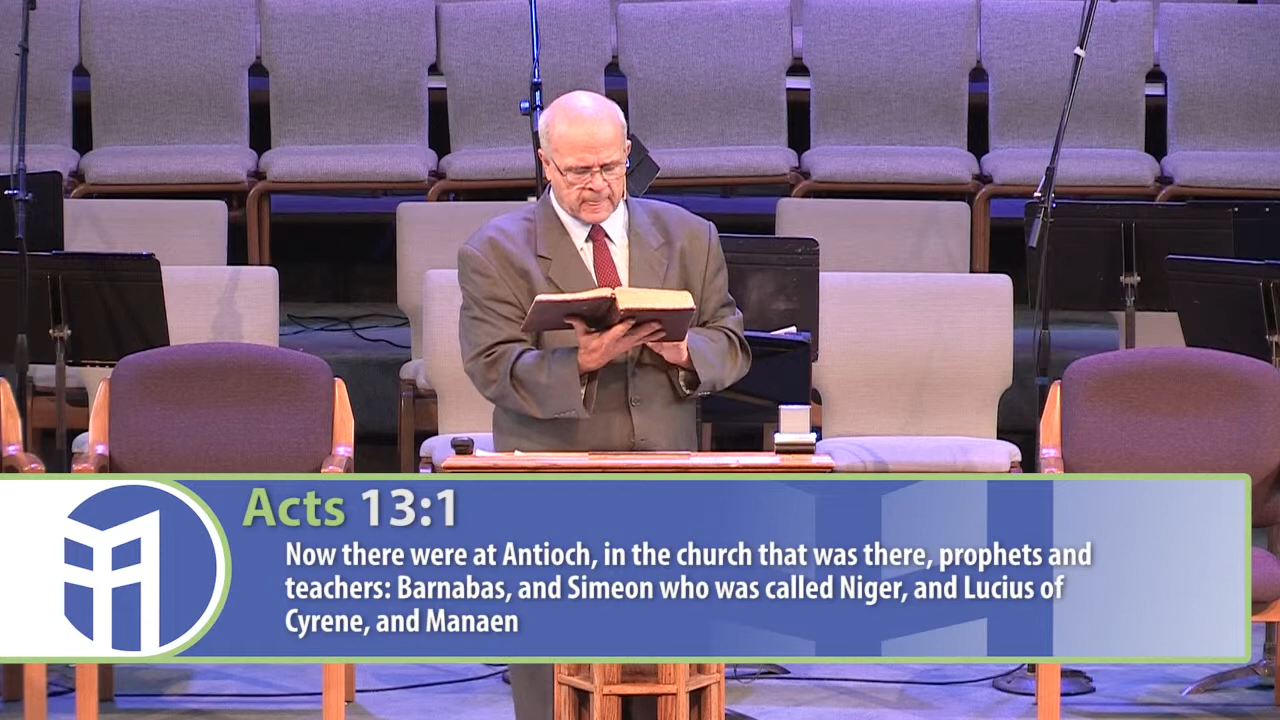 Acts 13:1
Now there were at Antioch, in the church that was there, prophets and
teachers: Barnabas, and Simeon who was called Niger, and Lucius of
Cyrene, and Manaen